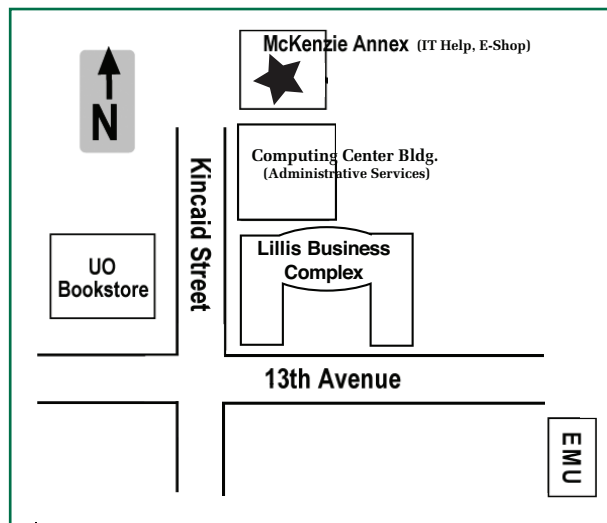 McKenzie Annex (IT Help, E-Shop)
N
Computing Center Bldg.
(Administrative Services)
Kincaid Street
Lillis Business
Complex
UO
Bookstore
13th Avenue
EMU